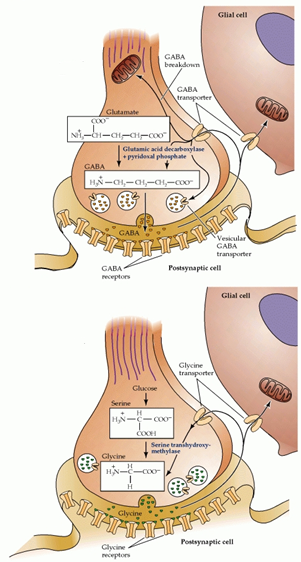 Glial cell
GABA
breakdown
GABA
transporter
Glutamate
COO⁻
NH₃⁺—CH—CH₂—CH₂—COO⁻
Glutamic acid decarboxylase
+ pyridoxal phosphate
GABA
H₃N⁺—CH₂—CH₂—CH₂—COO⁻
GABA
Vesicular
GABA
transporter
GABA
receptors
Postsynaptic cell
Glial cell
Glycine
transporter
Glucose
Serine
H
H₃N⁺—C—COO⁻
COOH
Serine transhydroxy-
methylase
Glycine
H
H₃N⁺—C—COO⁻
H
Glycine
Glycine
receptors
Postsynaptic cell